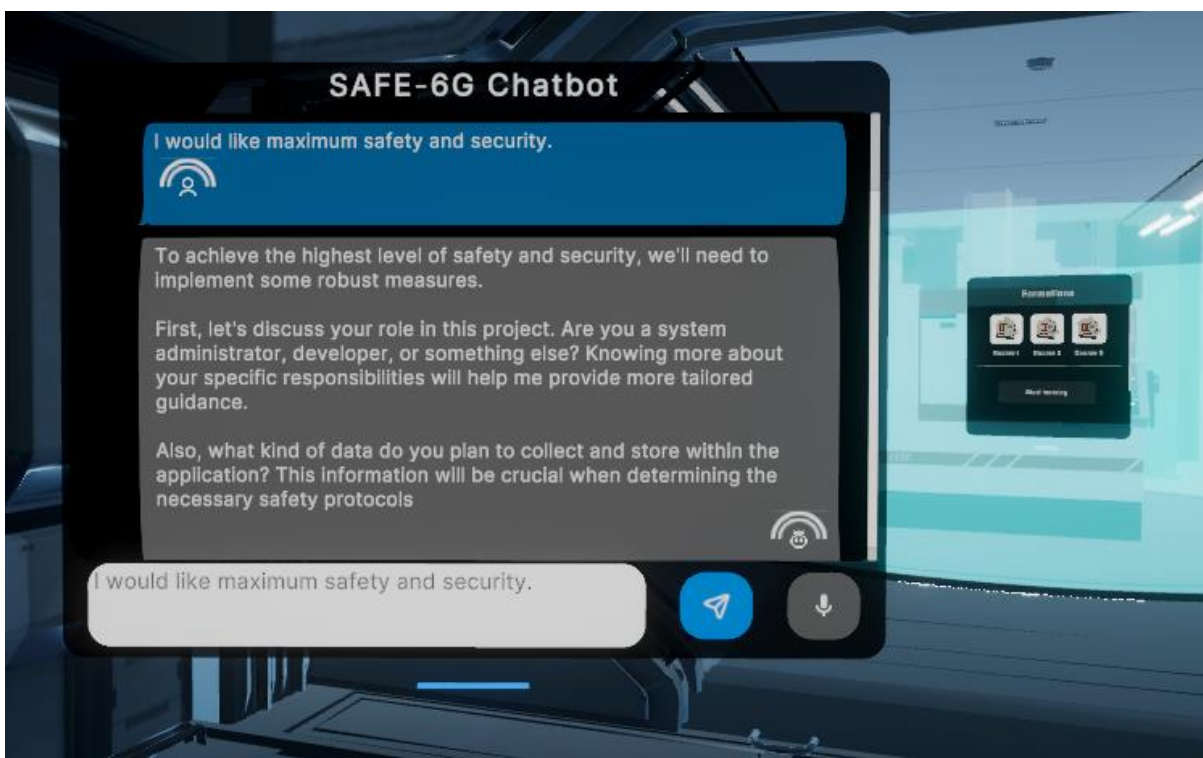 SAFE-6G Chatbot
I would like maximum safety and security.
To achieve the highest level of safety and security, we'll need to
implement some robust measures.
First, let's discuss your role in this project. Are you a system
administrator, developer, or something else? Knowing more about
your specific responsibilities will help me provide more tailored
guidance.
Also, what kind of data do you plan to collect and store within the
application? This information will be crucial when determining the
necessary safety protocols
I would like maximum safety and security.
Formations